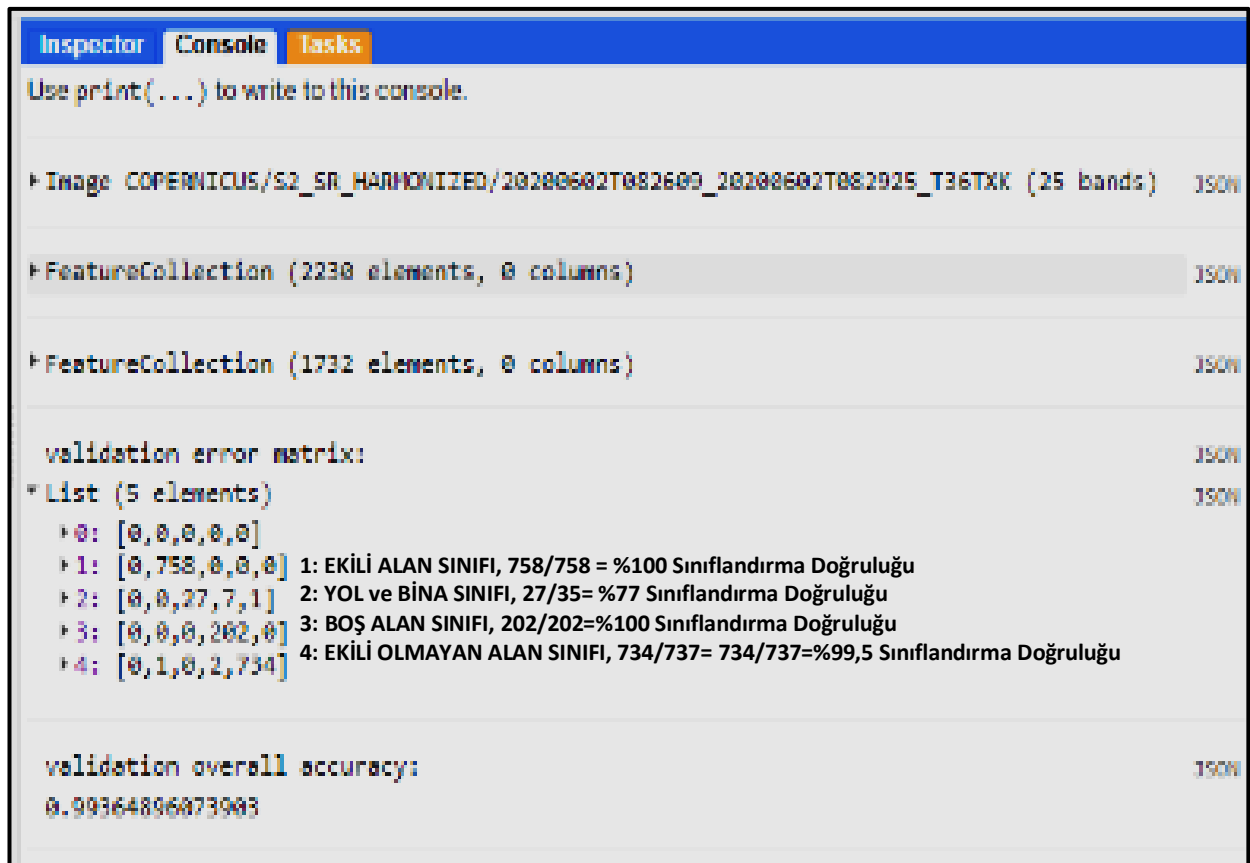 Inspector Console Tasks
Use print(...) to write to this console.
Image COPERNICUS/S2_SR_HARMONIZED/20200602T082609_20200602T082925_T36TXK (25 bands) JSON
FeatureCollection (2230 elements, 0 columns) JSON
FeatureCollection (1732 elements, 0 columns) JSON
validation error matrix: JSON
List (5 elements) JSON
0: [0,0,0,0,0]
1: [0,758,0,0,0] 1: EKİLİ ALAN SINIFI, 758/758 = %100 Sınıflandırma Doğruluğu
2: [0,0,27,7,1] 2: YOL ve BİNA SINIFI, 27/35= %77 Sınıflandırma Doğruluğu
3: [0,0,0,202,0] 3: BOŞ ALAN SINIFI, 202/202=%100 Sınıflandırma Doğruluğu
4: [0,1,0,2,734] 4: EKİLİ OLMAYAN ALAN SINIFI, 734/737= 734/737=%99,5 Sınıflandırma Doğruluğu
validation overall accuracy: JSON
0.99364896073903